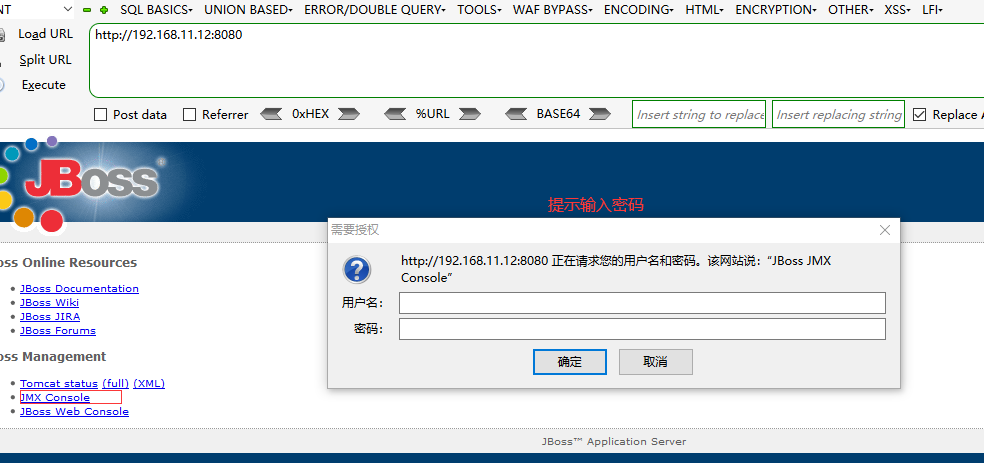 NT SQL BASICS UNION BASED ERROR/DOUBLE QUERY TOOLS WAF BYPASS ENCODING HTML ENCRYPTION OTHER XSS LFI
Load URL http://192.168.11.12:8080
Split URL
Execute
Post data Referrer 0xHEX %URL BASE64 Insert string to replace Insert replacing string Replace A
JBoss®
提示输入密码
需要授权
http://192.168.11.12:8080 正在请求您的用户名和密码。该网站说：“JBoss JMX
Console”
用户名：
密码：
确定 取消
oss Online Resources
JBoss Documentation
JBoss Wiki
JBoss JIRA
JBoss Forums
oss Management
Tomcat status (full) (XML)
JMX Console
JBoss Web Console
JBoss™ Application Server